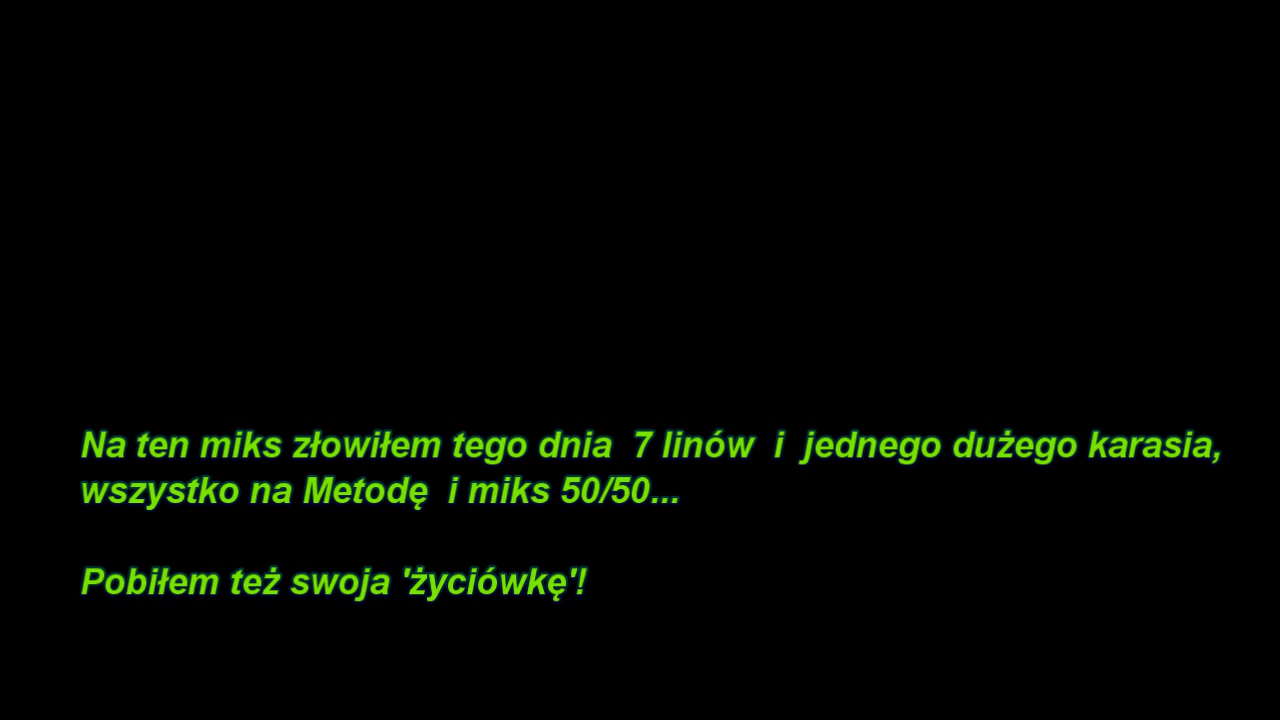 Na ten miks złowiłem tego dnia  7 linów  i  jednego dużego karasia,
wszystko na Metodę  i miks 50/50...
Pobiłem też swoja 'życiówkę'!